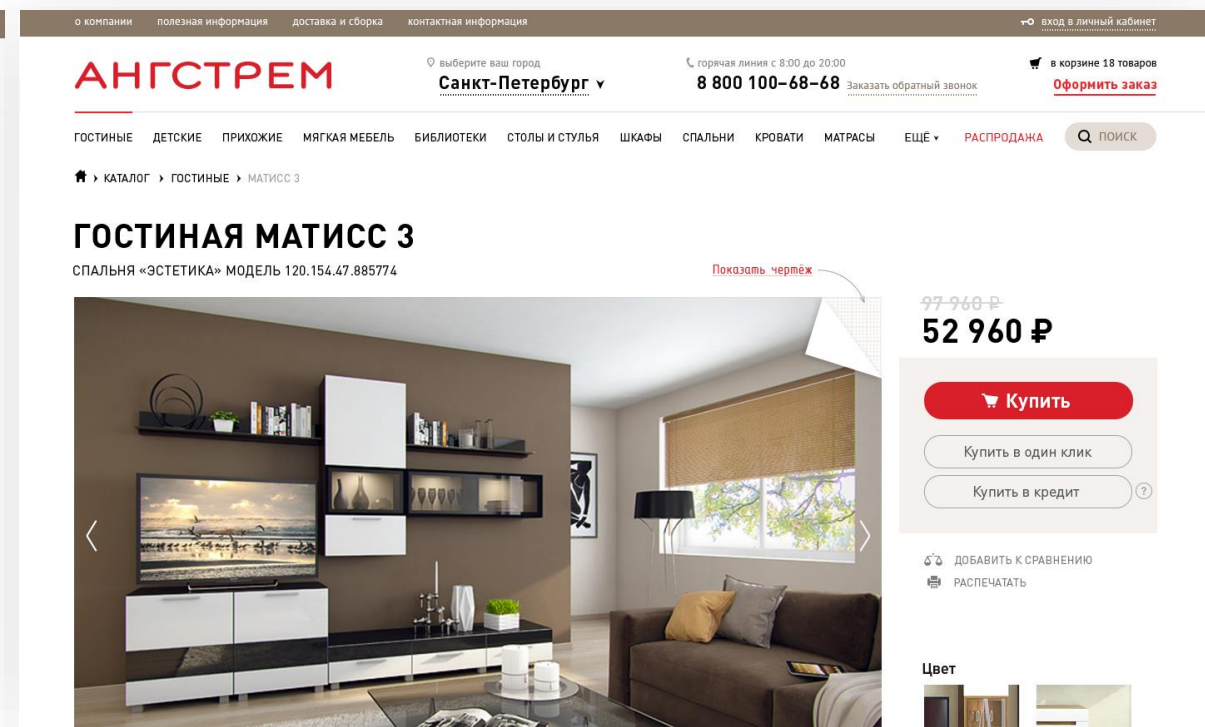 о компании полезная информация доставка и сборка контактная информация вход в личный кабинет
АНГСТРЕМ
выберите ваш город
Санкт-Петербург
горячая линия с 8:00 до 20:00
8 800 100-68-68 Заказать обратный звонок
в корзине 18 товаров
Оформить заказ
ГОСТИНЫЕ ДЕТСКИЕ ПРИХОЖИЕ МЯГКАЯ МЕБЕЛЬ БИБЛИОТЕКИ СТОЛЫ И СТУЛЬЯ ШКАФЫ СПАЛЬНИ КРОВАТИ МАТРАСЫ ЕЩЁ РАСПРОДАЖА ПОИСК
КАТАЛОГ ГОСТИНЫЕ МАТИСС 3
ГОСТИНАЯ МАТИСС 3
СПАЛЬНЯ «ЭСТЕТИКА» МОДЕЛЬ 120.154.47.885774
Показать чертёж
97 960 ₽
52 960 ₽
Купить
Купить в один клик
Купить в кредит ?
ДОБАВИТЬ К СРАВНЕНИЮ
РАСПЕЧАТАТЬ
Цвет